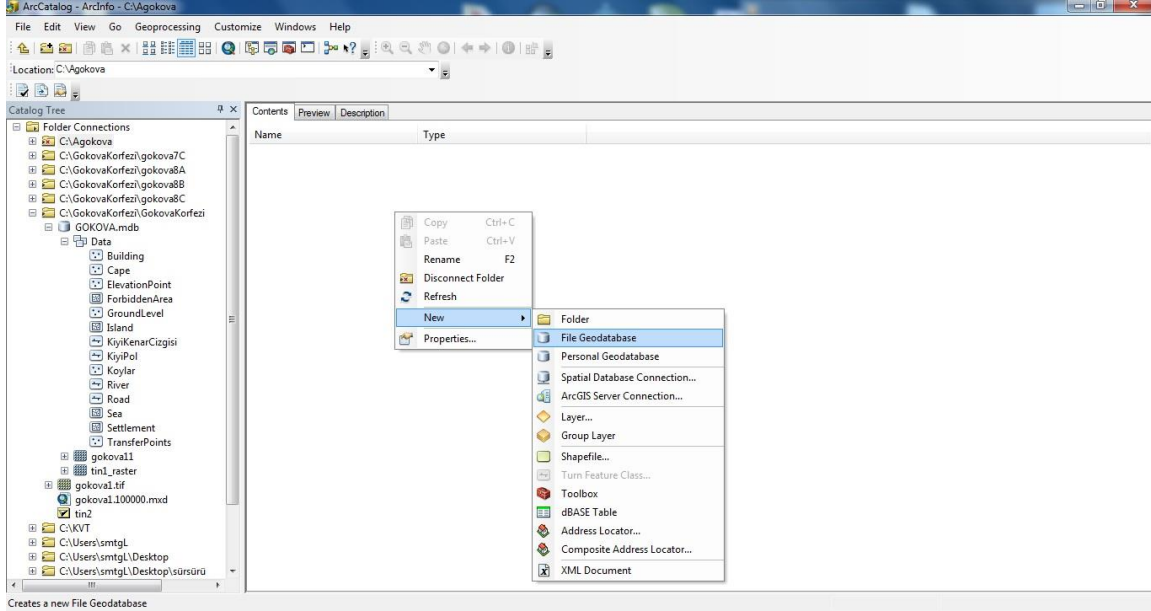 ArcCatalog - ArcInfo - C:\Agokova
File Edit View Go Geoprocessing Customize Windows Help
Location: C:\Agokova
Catalog Tree
Folder Connections
C:\Agokova
C:\GokovaKorfezi\gokova7C
C:\GokovaKorfezi\gokova8A
C:\GokovaKorfezi\gokova8B
C:\GokovaKorfezi\gokova8C
C:\GokovaKorfezi\GokovaKorfezi
GOKOVA.mdb
Data
Building
Cape
ElevationPoint
ForbiddenArea
GroundLevel
Island
KiyiKenarCizgisi
KiyiPol
Koylar
River
Road
Sea
Settlement
TransferPoints
gokova11
tin1_raster
gokova1.tif
gokova1.100000.mxd
tin2
C:\KVT
C:\Users\smtgL
C:\Users\smtgL\Desktop
C:\Users\smtgL\Desktop\sürsürü
Contents Preview Description
Name Type
Copy Ctrl+C
Paste Ctrl+V
Rename F2
Disconnect Folder
Refresh
New
Properties...
Folder
File Geodatabase
Personal Geodatabase
Spatial Database Connection...
ArcGIS Server Connection...
Layer...
Group Layer
Shapefile...
Turn Feature Class...
Toolbox
dBASE Table
Address Locator...
Composite Address Locator...
XML Document
Creates a new File Geodatabase